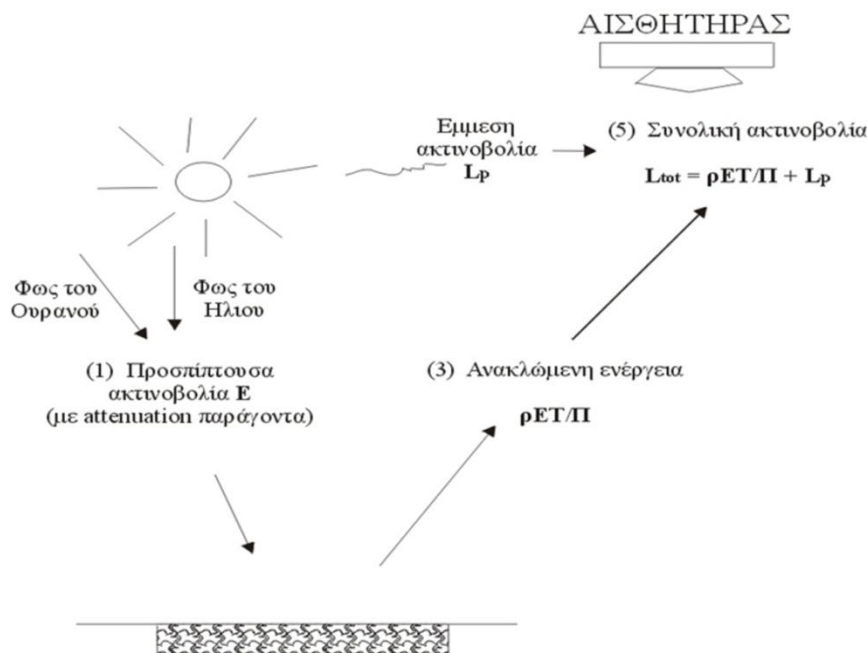 ΑΙΣΘΗΤΗΡΑΣ
Εμμεση
ακτινοβολία
Lp
(5) Συνολική ακτινοβολία
Ltot = ρET/Π + Lp
Φως του
Ουρανού
Φως του
Ηλιου
(1) Προσπίπτουσα
ακτινοβολία E
(με attenuation παράγοντα)
(3) Ανακλώμενη ενέργεια
ρET/Π